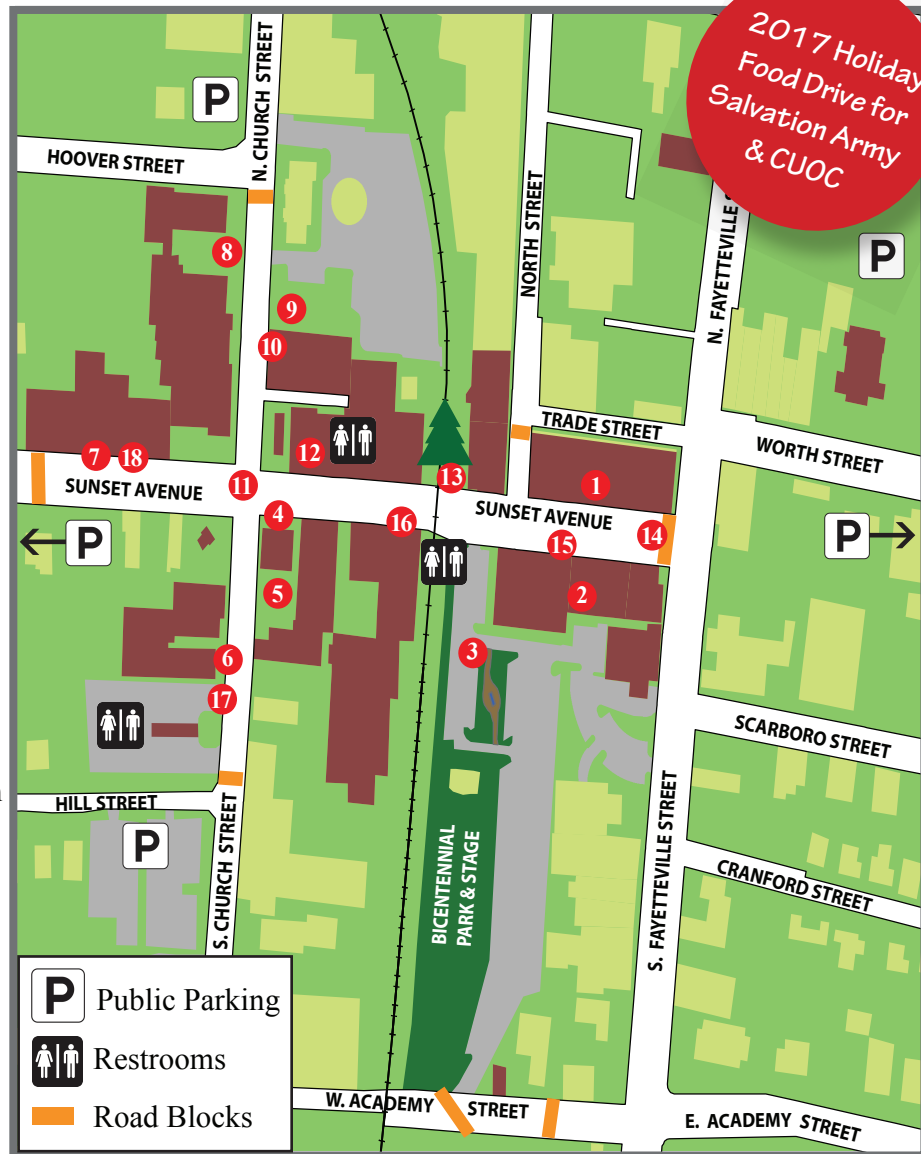 2017 Holiday
Food Drive for
Salvation Army
& CUOC
P
N. CHURCH STREET
HOOVER STREET
NORTH STREET
N. FAYETTEVILLE S
P
8
9
10
TRADE STREET
WORTH STREET
12
7
18
13
1
SUNSET AVENUE
11
SUNSET AVENUE
4
16
14
15
P
P
5
2
6
3
17
SCARBORO STREET
HILL STREET
P
S. CHURCH STREET
BICENTENNIAL
PARK & STAGE
CRANFORD STREET
S. FAYETTEVILLE STREET
P Public Parking
Restrooms
Road Blocks
W. ACADEMY STREET
E. ACADEMY STREET